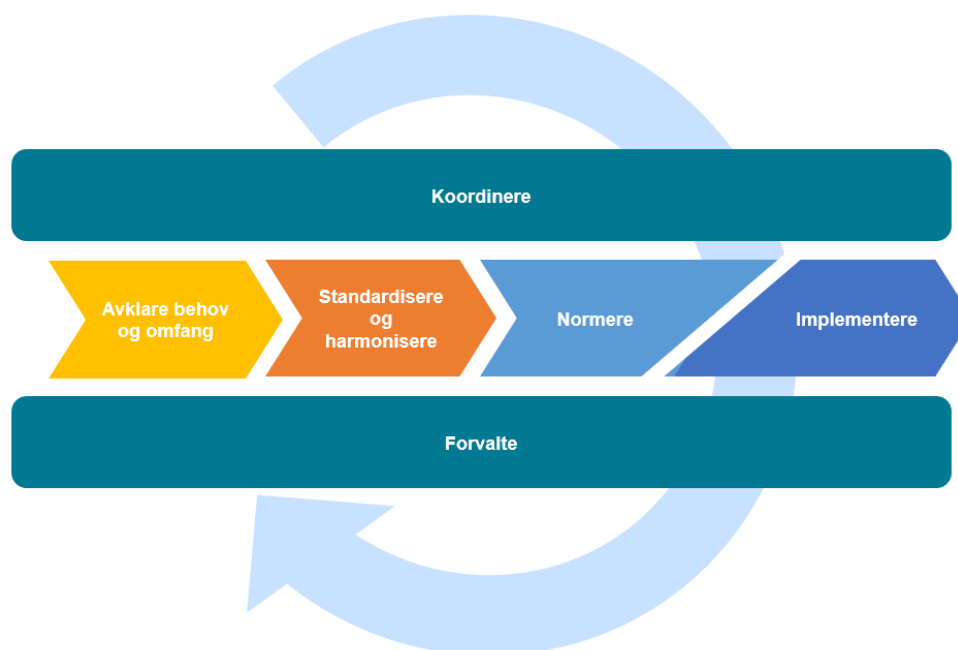 Koordinere
Avklare behov
og omfang
Standardisere
og
harmonisere
Normere
Implementere
Forvalte